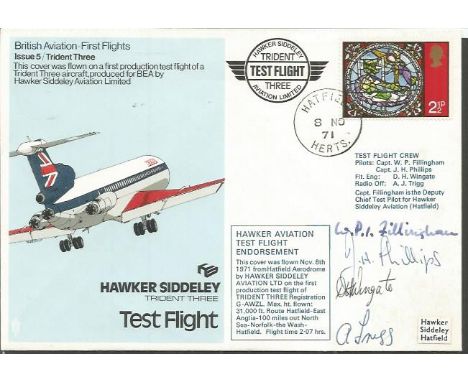 British Aviation - First Flights
Issue 5 / Trident Three
This cover was flown on a first production test flight of a
Trident Three aircraft, produced for BEA by
Hawker Siddeley Aviation Limited
HAWKER SIDDELEY
TRIDENT
TEST FLIGHT
THREE
AVIATION LIMITED
HATFIELD
8 NO
71
HERTS.
2½P
TEST FLIGHT CREW
Pilots: Capt. W. P. Fillingham
Capt. J. H. Phillips
Flt. Eng: D. H. Wingate
Radio Off: A. J. Trigg
Capt. Fillingham is the Deputy
Chief Test Pilot for Hawker
Siddeley Aviation (Hatfield)
HAWKER AVIATION
TEST FLIGHT
ENDORSEMENT
This cover was flown Nov. 8th
1971 from Hatfield Aerodrome
by HAWKER SIDDELEY
AVIATION LTD on the first
production test flight of
TRIDENT THREE Registration
G-AWZL. Max. ht. flown:
31,000 ft. Route Hatfield-East
Anglia-100 miles out North
Sea-Norfolk-the Wash-
Hatfield. Flight time 2-07 hrs.
W.P. Fillingham
J H Phillips
D H Wingate
A Trigg
HAWKER SIDDELEY
TRIDENT THREE
Test Flight
Hawker
Siddeley
Hatfield